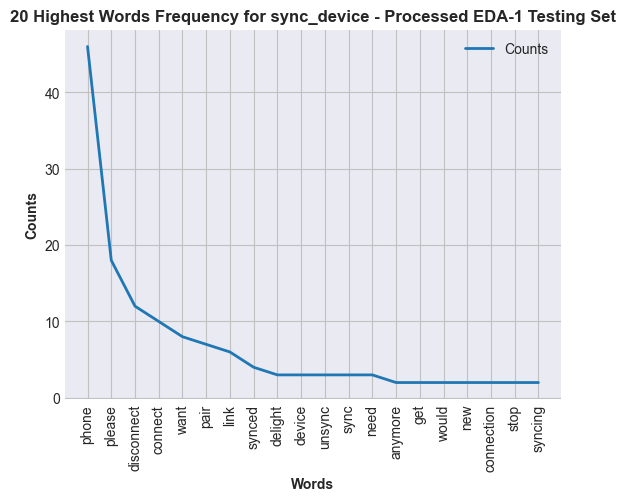 20 Highest Words Frequency for sync_device - Processed EDA-1 Testing Set
Counts
40
30
20
10
0
Counts
phone
please
disconnect
connect
want
pair
link
synced
delight
device
unsync
sync
need
anymore
get
would
new
connection
stop
syncing
Words